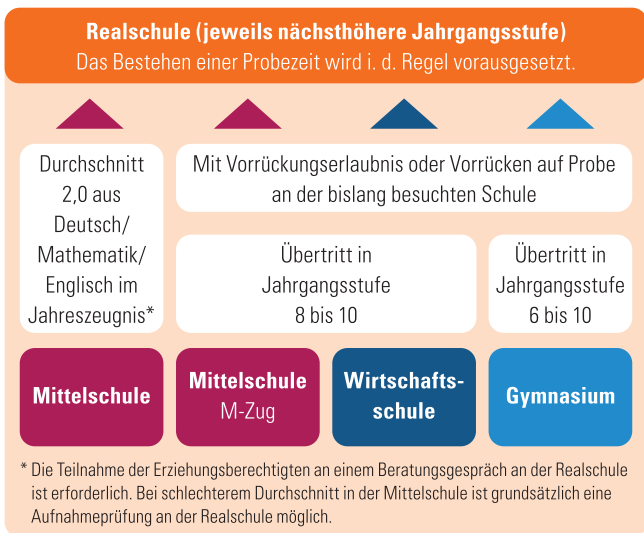 Realschule (jeweils nächsthöhere Jahrgangsstufe)
Das Bestehen einer Probezeit wird i. d. Regel vorausgesetzt.
Durchschnitt
2,0 aus
Deutsch/
Mathematik/
Englisch im
Jahreszeugnis*
Mit Vorrückungserlaubnis oder Vorrücken auf Probe
an der bislang besuchten Schule
Übertritt in
Jahrgangsstufe
8 bis 10
Übertritt in
Jahrgangsstufe
6 bis 10
Mittelschule
Mittelschule
M-Zug
Wirtschafts-
schule
Gymnasium
* Die Teilnahme der Erziehungsberechtigten an einem Beratungsgespräch an der Realschule
ist erforderlich. Bei schlechterem Durchschnitt in der Mittelschule ist grundsätzlich eine
Aufnahmeprüfung an der Realschule möglich.